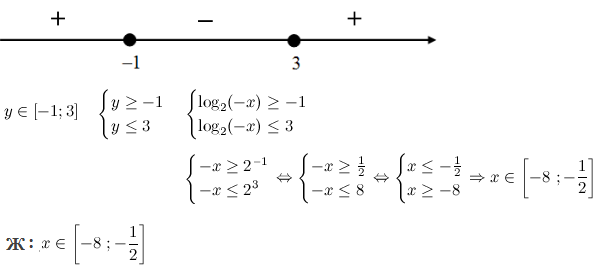 + − +
−1 3
y ∈ [−1; 3] { y ≥ −1 { log₂(−x) ≥ −1
y ≤ 3 log₂(−x) ≤ 3
{ −x ≥ 2⁻¹ ⇔ { −x ≥ 1/2 ⇔ { x ≤ −1/2 ⇒ x ∈ [−8 ; −1/2]
−x ≤ 2³ −x ≤ 8 x ≥ −8
Ж: x ∈ [−8 ; −1/2]